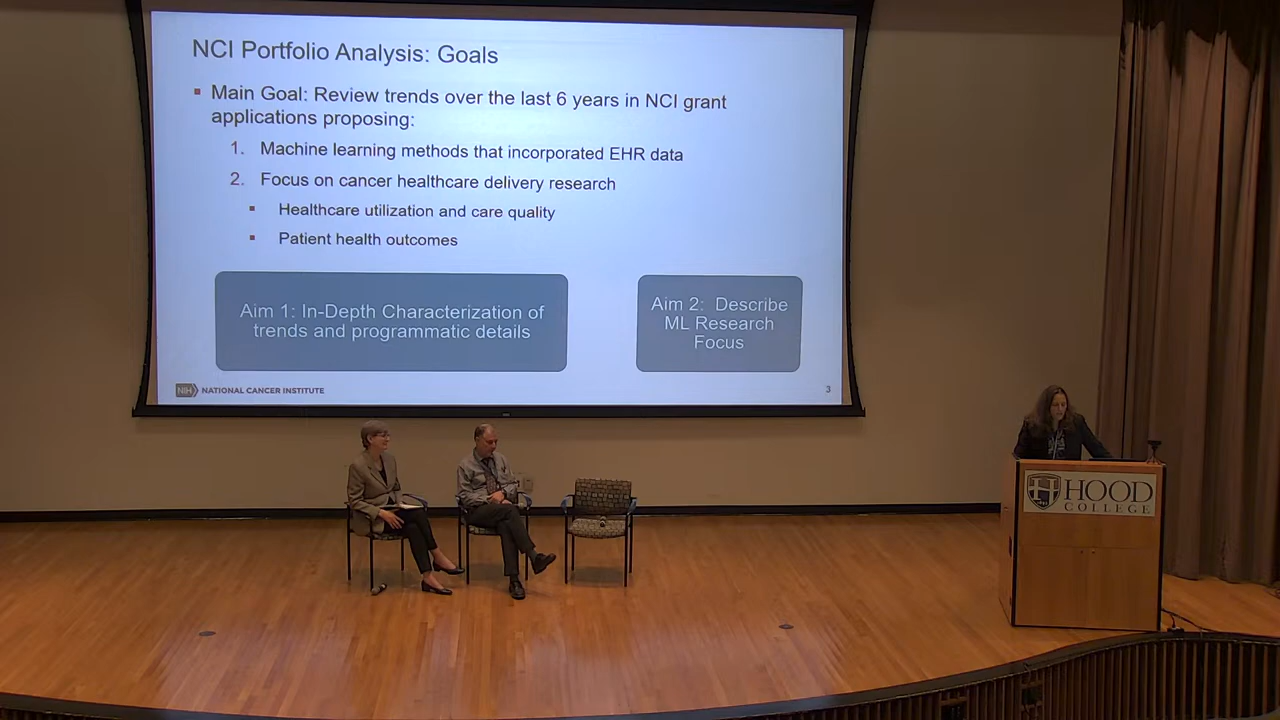 NCI Portfolio Analysis: Goals
▪ Main Goal: Review trends over the last 6 years in NCI grant
applications proposing:
1. Machine learning methods that incorporated EHR data
2. Focus on cancer healthcare delivery research
▪ Healthcare utilization and care quality
▪ Patient health outcomes
Aim 1: In-Depth Characterization of
trends and programmatic details
Aim 2: Describe
ML Research
Focus
NIH NATIONAL CANCER INSTITUTE
3
HOOD
COLLEGE